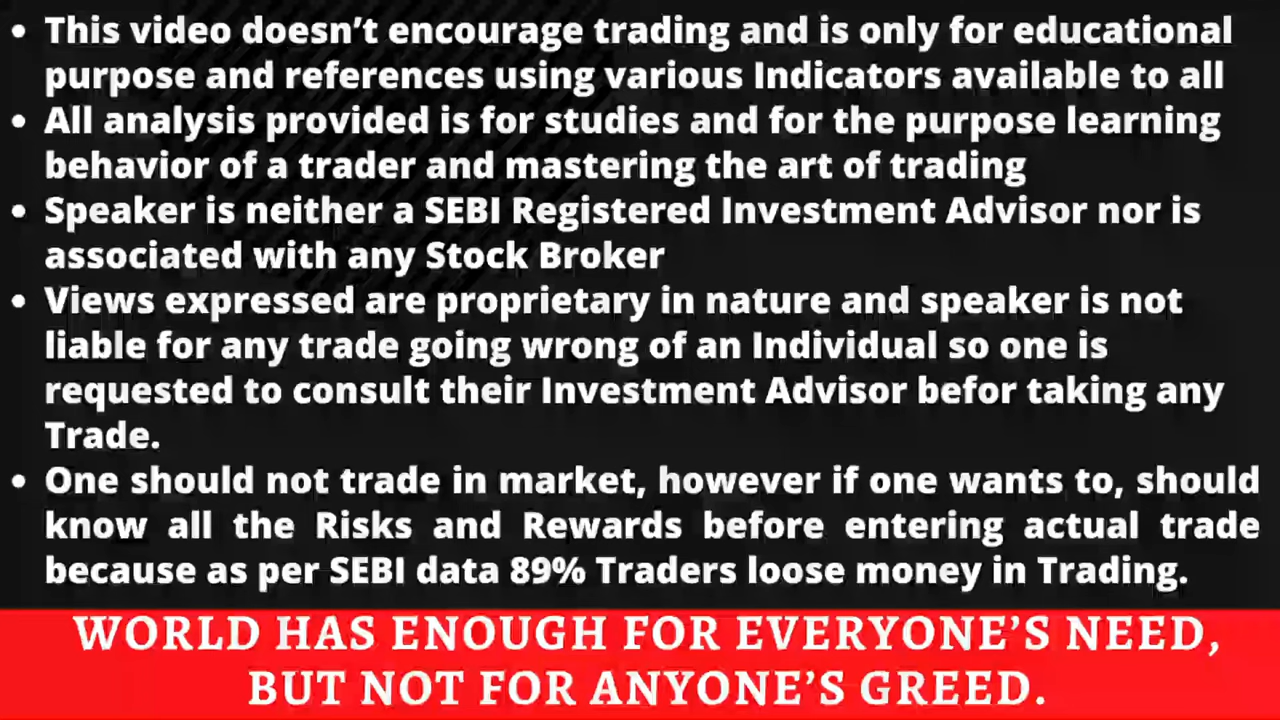 • This video doesn't encourage trading and is only for educational
purpose and references using various Indicators available to all
• All analysis provided is for studies and for the purpose learning
behavior of a trader and mastering the art of trading
• Speaker is neither a SEBI Registered Investment Advisor nor is
associated with any Stock Broker
• Views expressed are proprietary in nature and speaker is not
liable for any trade going wrong of an Individual so one is
requested to consult their Investment Advisor befor taking any
Trade.
• One should not trade in market, however if one wants to, should
know all the Risks and Rewards before entering actual trade
because as per SEBI data 89% Traders loose money in Trading.
WORLD HAS ENOUGH FOR EVERYONE'S NEED,
BUT NOT FOR ANYONE'S GREED.